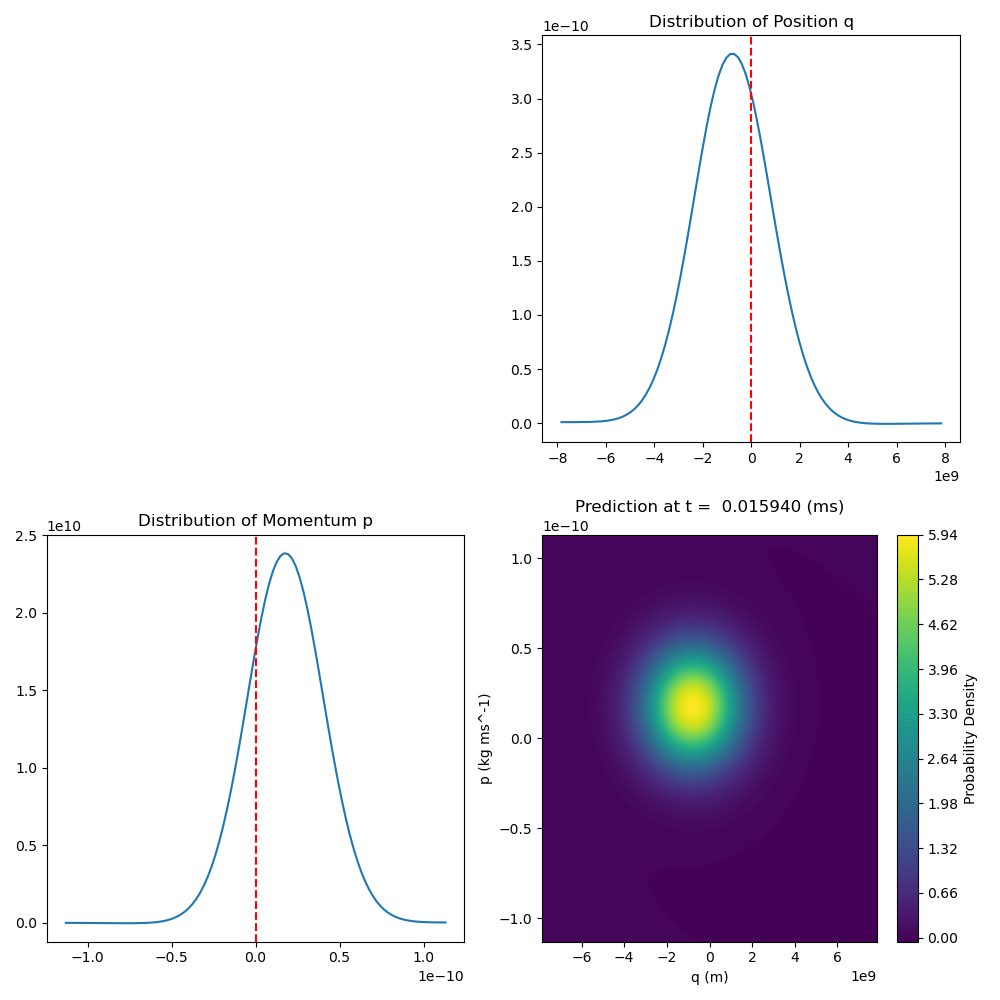 Distribution of Position q
1e−10
3.5
3.0
2.5
2.0
1.5
1.0
0.5
0.0
−8 −6 −4 −2 0 2 4 6 8
1e9
Distribution of Momentum p
1e10
2.5
2.0
1.5
1.0
0.5
0.0
−1.0 −0.5 0.0 0.5 1.0
1e−10
Prediction at t =  0.015940 (ms)
1e−10
1.0
0.5
0.0
−0.5
−1.0
p (kg ms^-1)
−6 −4 −2 0 2 4 6
1e9
q (m)
5.94
5.28
4.62
3.96
3.30
2.64
1.98
1.32
0.66
0.00
Probability Density